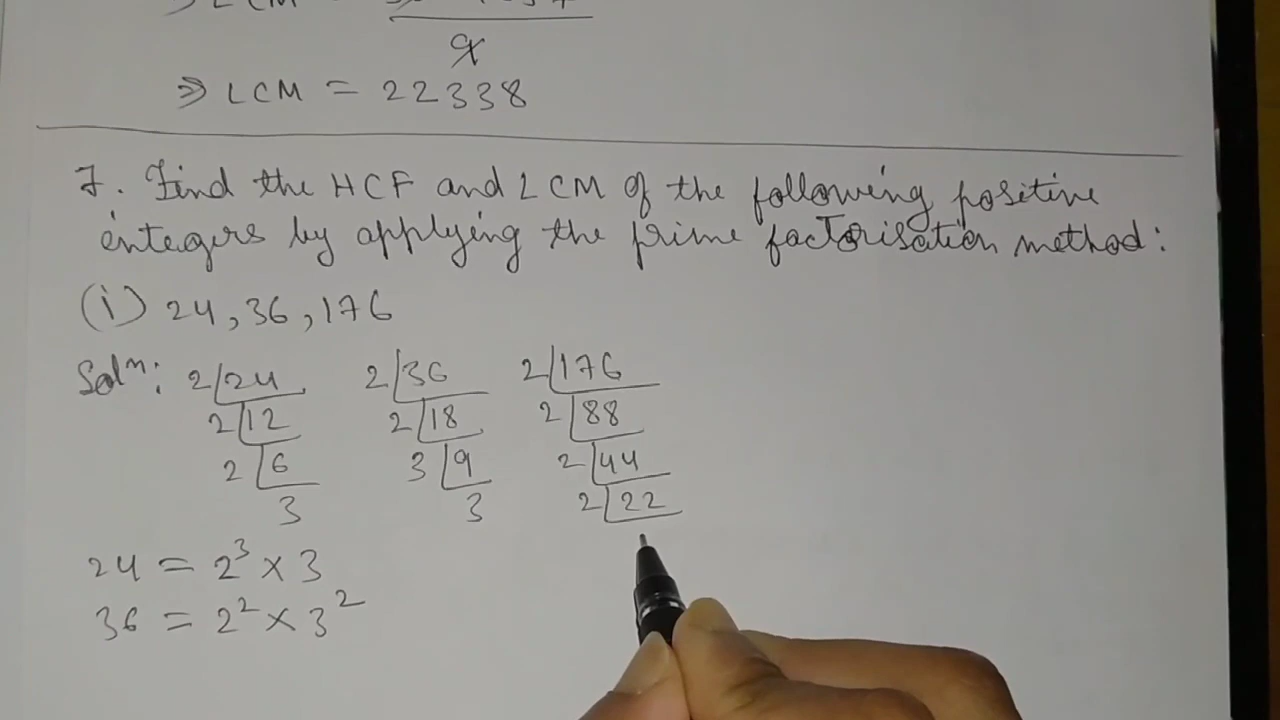 ⇒ LCM =
9
⇒ LCM = 22338
7. Find the HCF and LCM of the following positive
integers by applying the prime factorisation method:
(i) 24, 36, 176
Solⁿ: 2|24 2|36 2|176
2|12 2|18 2|88
2|6 3|9 2|44
3 3 2|22
24 = 2³ × 3
36 = 2² × 3²